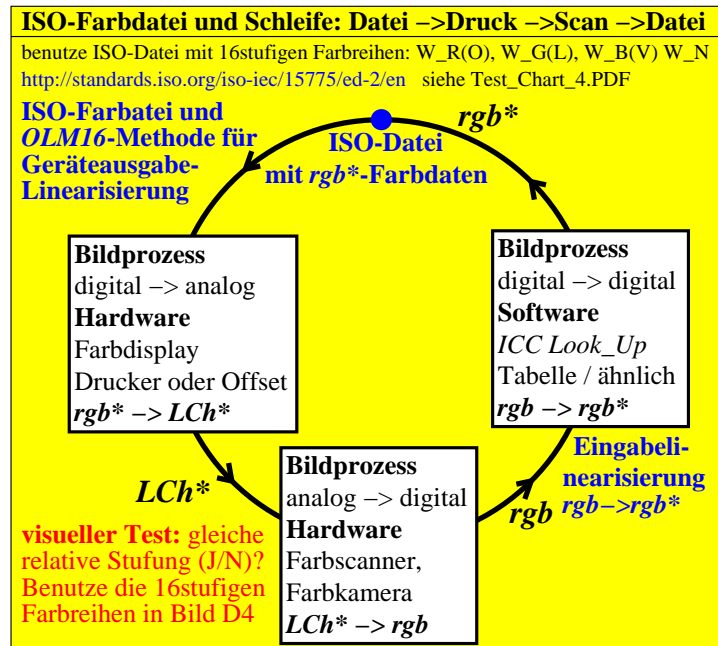 ISO-Farbdatei und Schleife: Datei –>Druck –>Scan –>Datei
benutze ISO-Datei mit 16stufigen Farbreihen: W_R(O), W_G(L), W_B(V) W_N
http://standards.iso.org/iso-iec/15775/ed-2/en siehe Test_Chart_4.PDF
ISO-Farbatei und
OLM16-Methode für
Geräteausgabe-
Linearisierung
rgb*
ISO-Datei
mit rgb*-Farbdaten
Bildprozess
digital –> analog
Hardware
Farbdisplay
Drucker oder Offset
rgb* –> LCh*
Bildprozess
digital –> digital
Software
ICC Look_Up
Tabelle / ähnlich
rgb –> rgb*
LCh*
Bildprozess
analog –> digital
Hardware
Farbscanner,
Farbkamera
LCh* –> rgb
rgb
Eingabeli-
nearisierung
rgb–>rgb*
visueller Test: gleiche
relative Stufung (J/N)?
Benutze die 16stufigen
Farbreihen in Bild D4